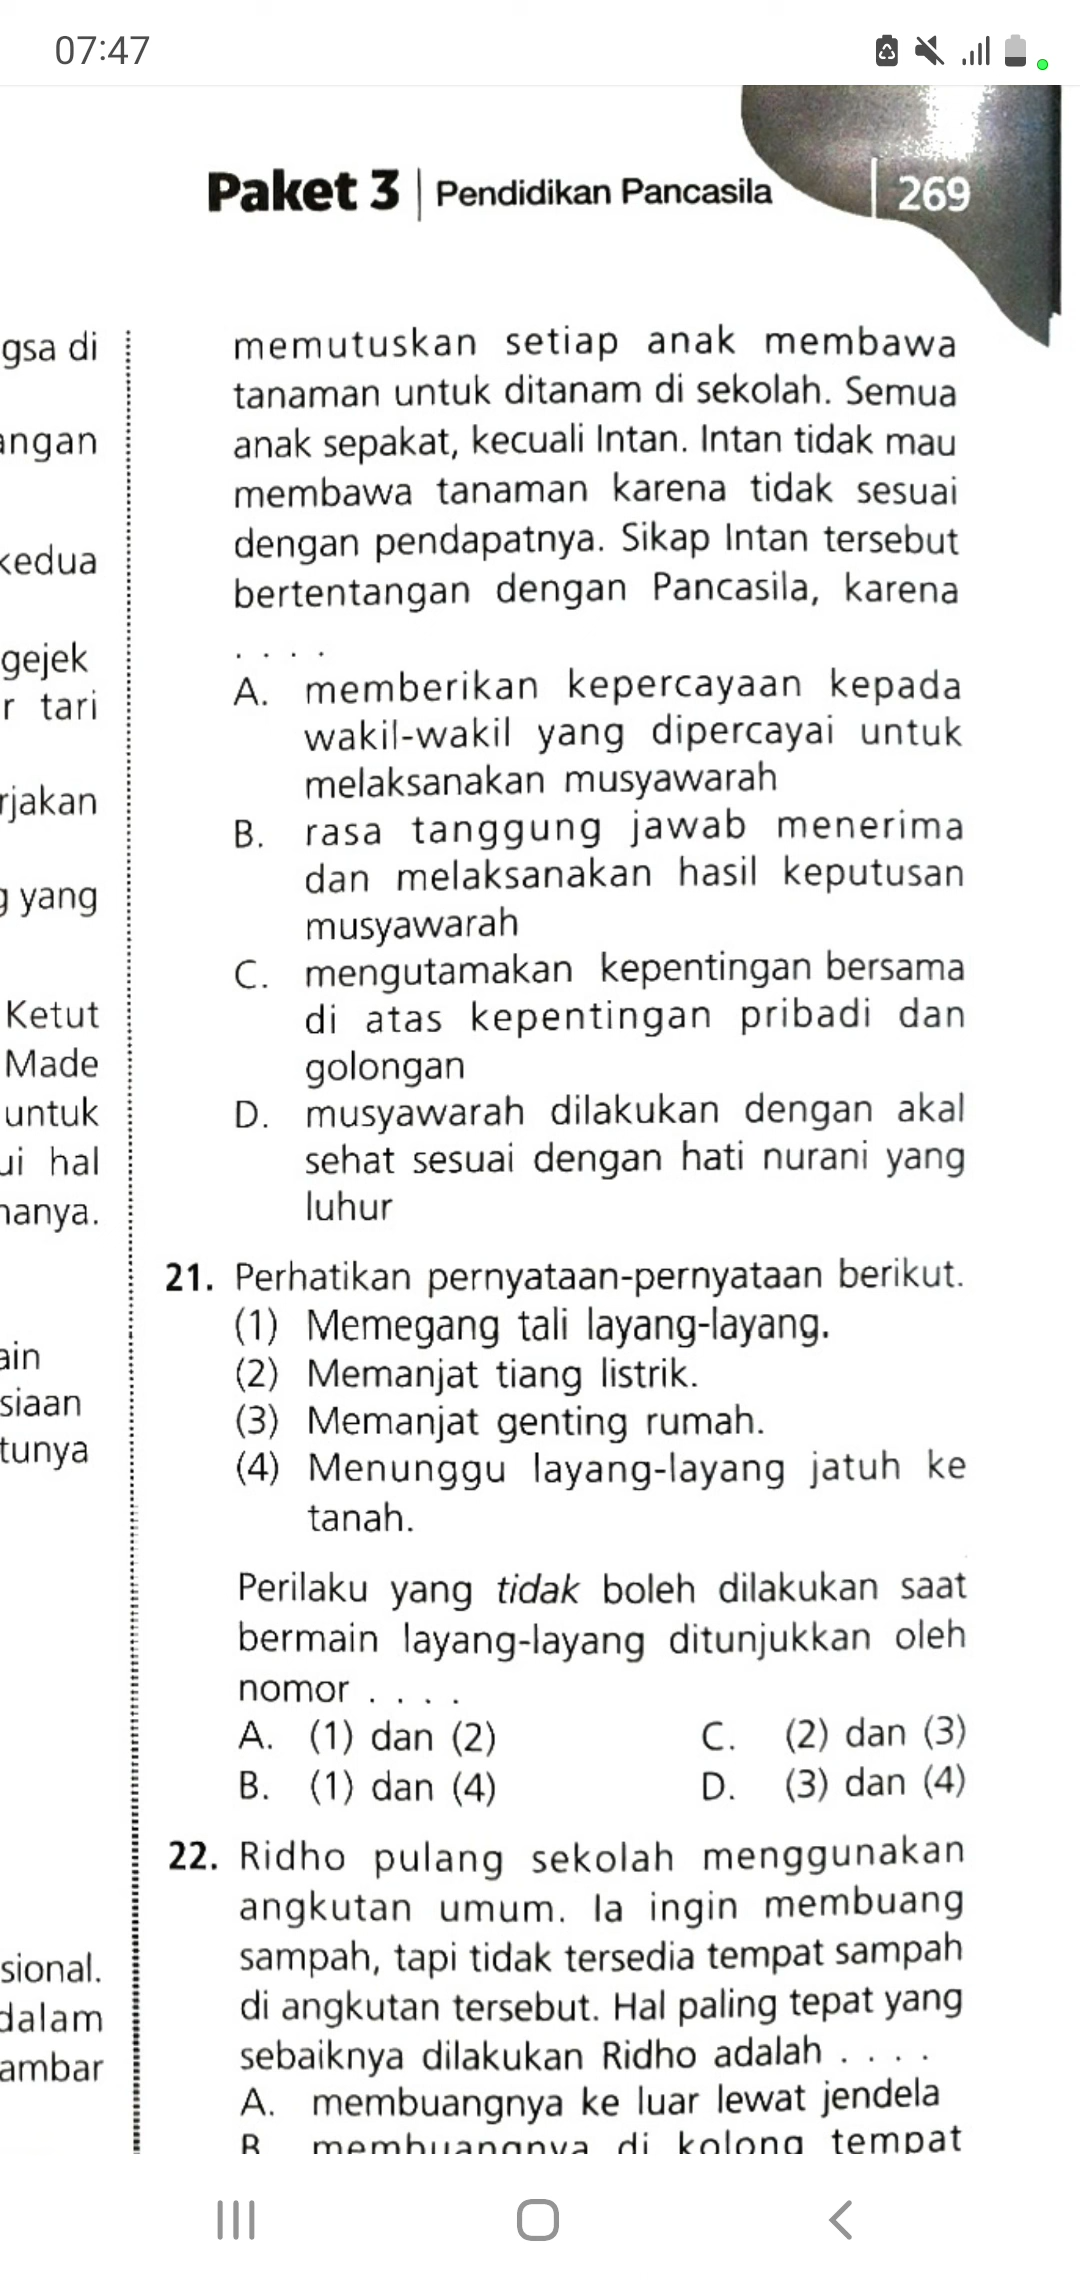 07:47
Paket 3 | Pendidikan Pancasila 269
gsa di
angan
kedua
gejek
r tari
rjakan
g yang
Ketut
Made
untuk
ui hal
nanya.
ain
siaan
tunya
sional.
dalam
ambar
memutuskan setiap anak membawa
tanaman untuk ditanam di sekolah. Semua
anak sepakat, kecuali Intan. Intan tidak mau
membawa tanaman karena tidak sesuai
dengan pendapatnya. Sikap Intan tersebut
bertentangan dengan Pancasila, karena
. . . .
A. memberikan kepercayaan kepada
wakil-wakil yang dipercayai untuk
melaksanakan musyawarah
B. rasa tanggung jawab menerima
dan melaksanakan hasil keputusan
musyawarah
C. mengutamakan kepentingan bersama
di atas kepentingan pribadi dan
golongan
D. musyawarah dilakukan dengan akal
sehat sesuai dengan hati nurani yang
luhur
21. Perhatikan pernyataan-pernyataan berikut.
(1) Memegang tali layang-layang.
(2) Memanjat tiang listrik.
(3) Memanjat genting rumah.
(4) Menunggu layang-layang jatuh ke
tanah.
Perilaku yang tidak boleh dilakukan saat
bermain layang-layang ditunjukkan oleh
nomor . . . .
A. (1) dan (2) C. (2) dan (3)
B. (1) dan (4) D. (3) dan (4)
22. Ridho pulang sekolah menggunakan
angkutan umum. Ia ingin membuang
sampah, tapi tidak tersedia tempat sampah
di angkutan tersebut. Hal paling tepat yang
sebaiknya dilakukan Ridho adalah . . . .
A. membuangnya ke luar lewat jendela
B membuangnya di kolong tempat